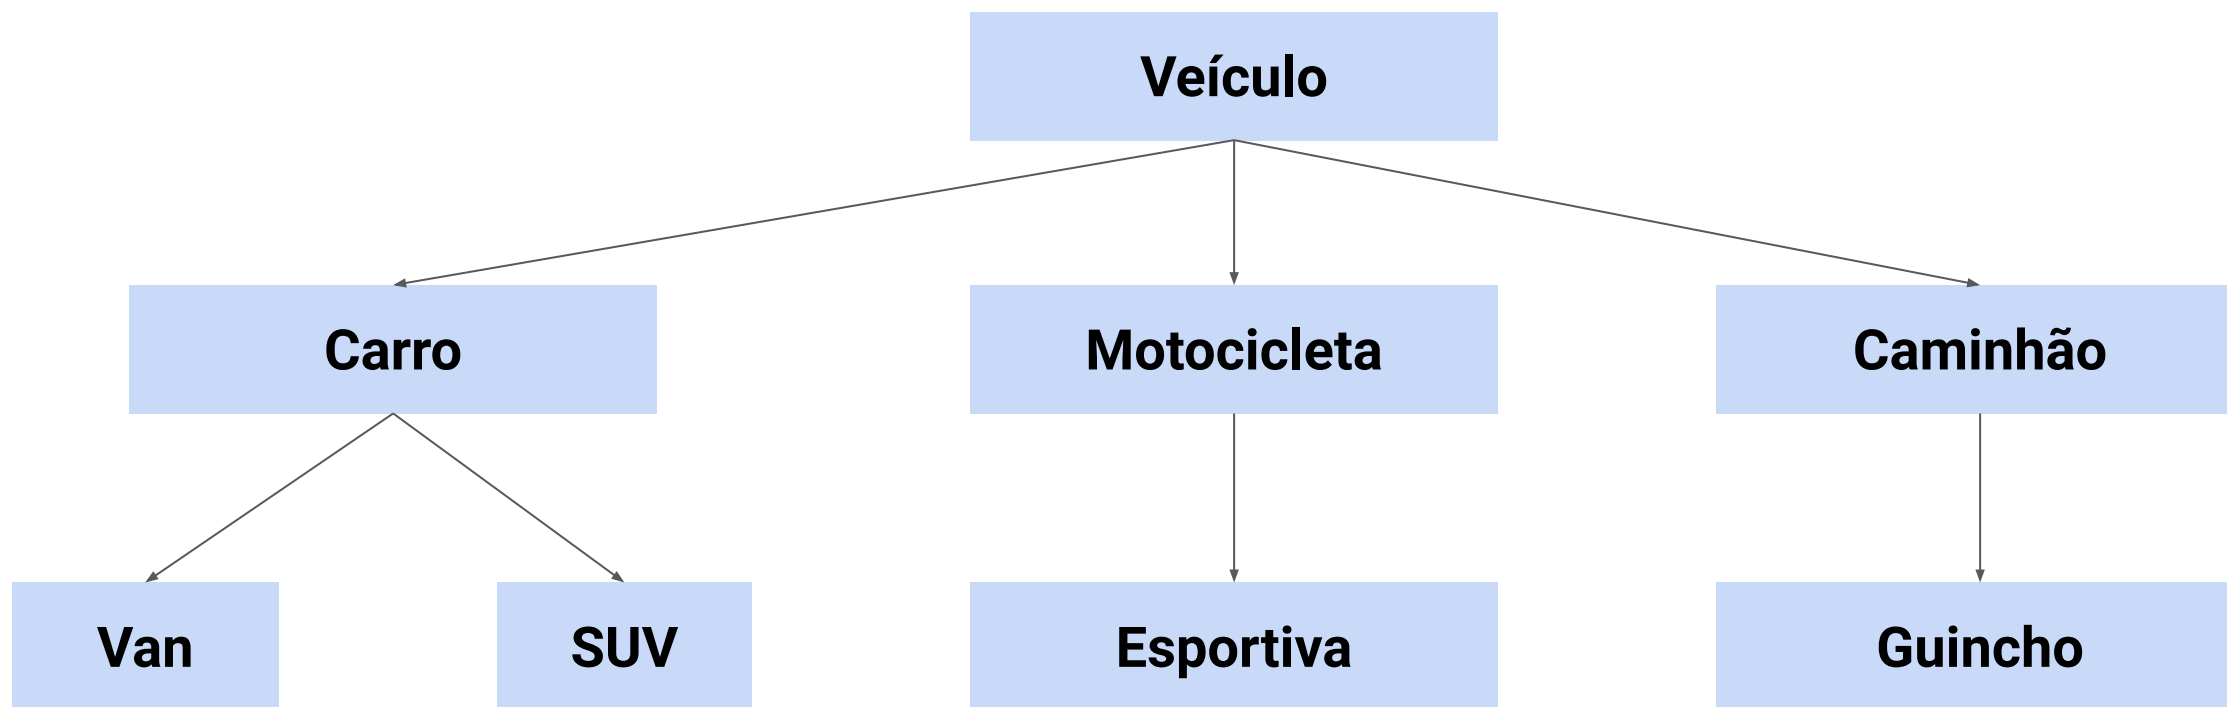 Veículo
Carro
Motocicleta
Caminhão
Van
SUV
Esportiva
Guincho